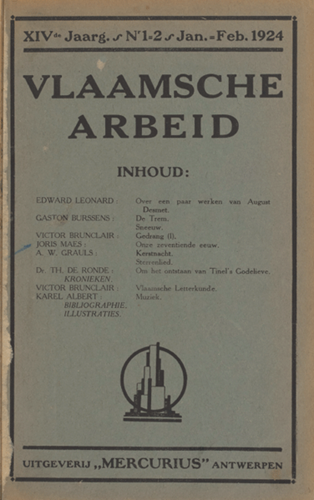 XIVde Jaarg. Nr 1-2 Jan.-Feb. 1924
VLAAMSCHE
ARBEID
INHOUD:
EDWARD LEONARD : Over een paar werken van August
Desmet.
GASTON BURSSENS : De Trein.
Sneeuw.
VICTOR BRUNCLAIR : Gedrang (I).
JORIS MAES : Onze zeventiende eeuw.
A. W. GRAULS : Kerstnacht.
Sterrenlied.
Dr. TH. DE RONDE : Om het ontstaan van Tinel's Godelieve.
KRONIEKEN.
VICTOR BRUNCLAIR : Vlaamsche Letterkunde.
KAREL ALBERT : Muziek.
BIBLIOGRAPHIE.
ILLUSTRATIES.
UITGEVERIJ „MERCURIUS" ANTWERPEN